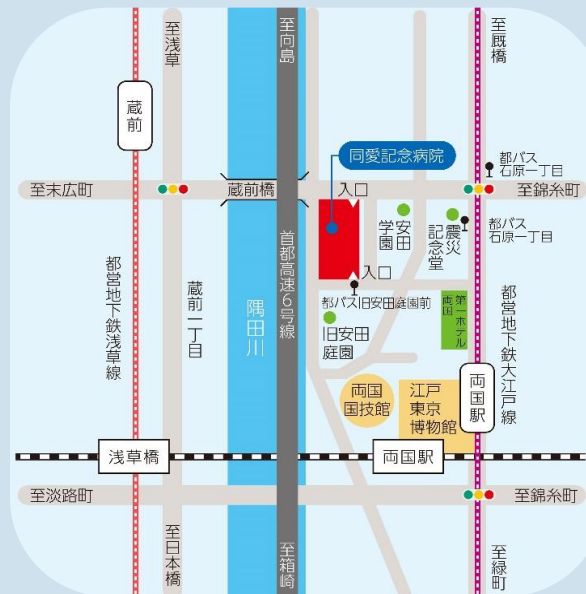 至浅草
至向島
至厩橋
蔵前
同愛記念病院
都バス
石原一丁目
至末広町
蔵前橋
入口
至錦糸町
安田
学園
震災
記念堂
都バス
石原一丁目
入口
都バス旧安田庭園前
都営地下鉄浅草線
蔵前一丁目
隅田川
首都高速6号線
旧安田
庭園
第一ホテル
両国
都営地下鉄大江戸線
両国
国技館
江戸
東京
博物館
両国駅
浅草橋
両国駅
至淡路町
至錦糸町
至日本橋
至箱崎
至緑町